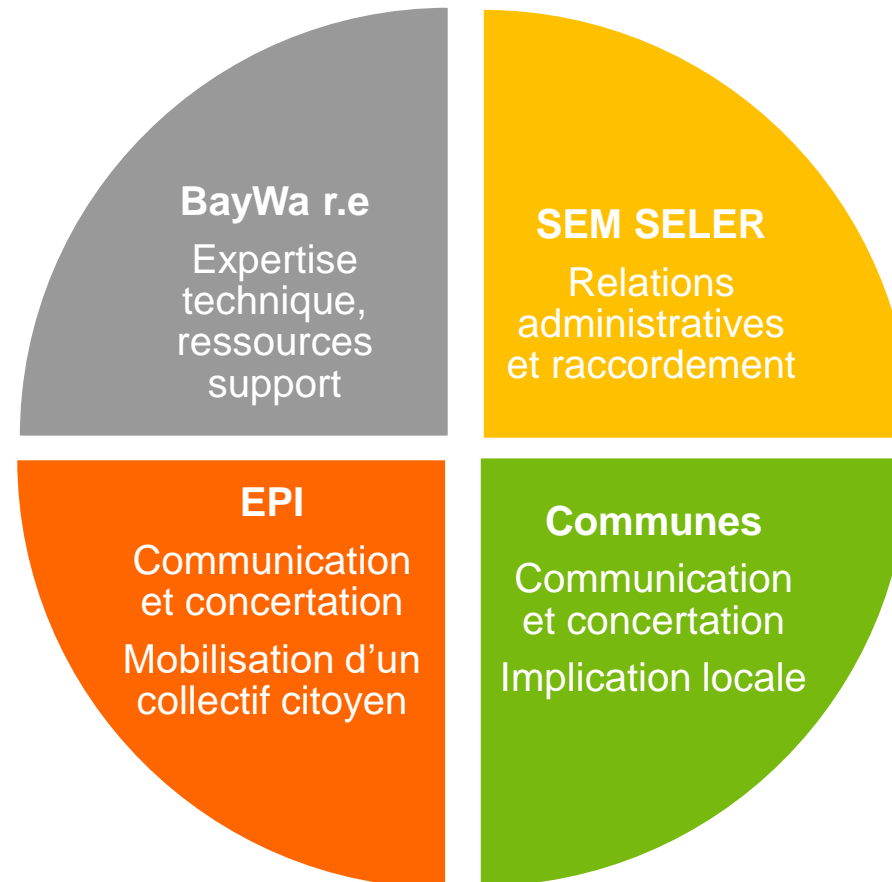 BayWa r.e
Expertise
technique,
ressources
support
SEM SELER
Relations
administratives
et raccordement
EPI
Communication
et concertation
Mobilisation d’un
collectif citoyen
Communes
Communication
et concertation
Implication locale